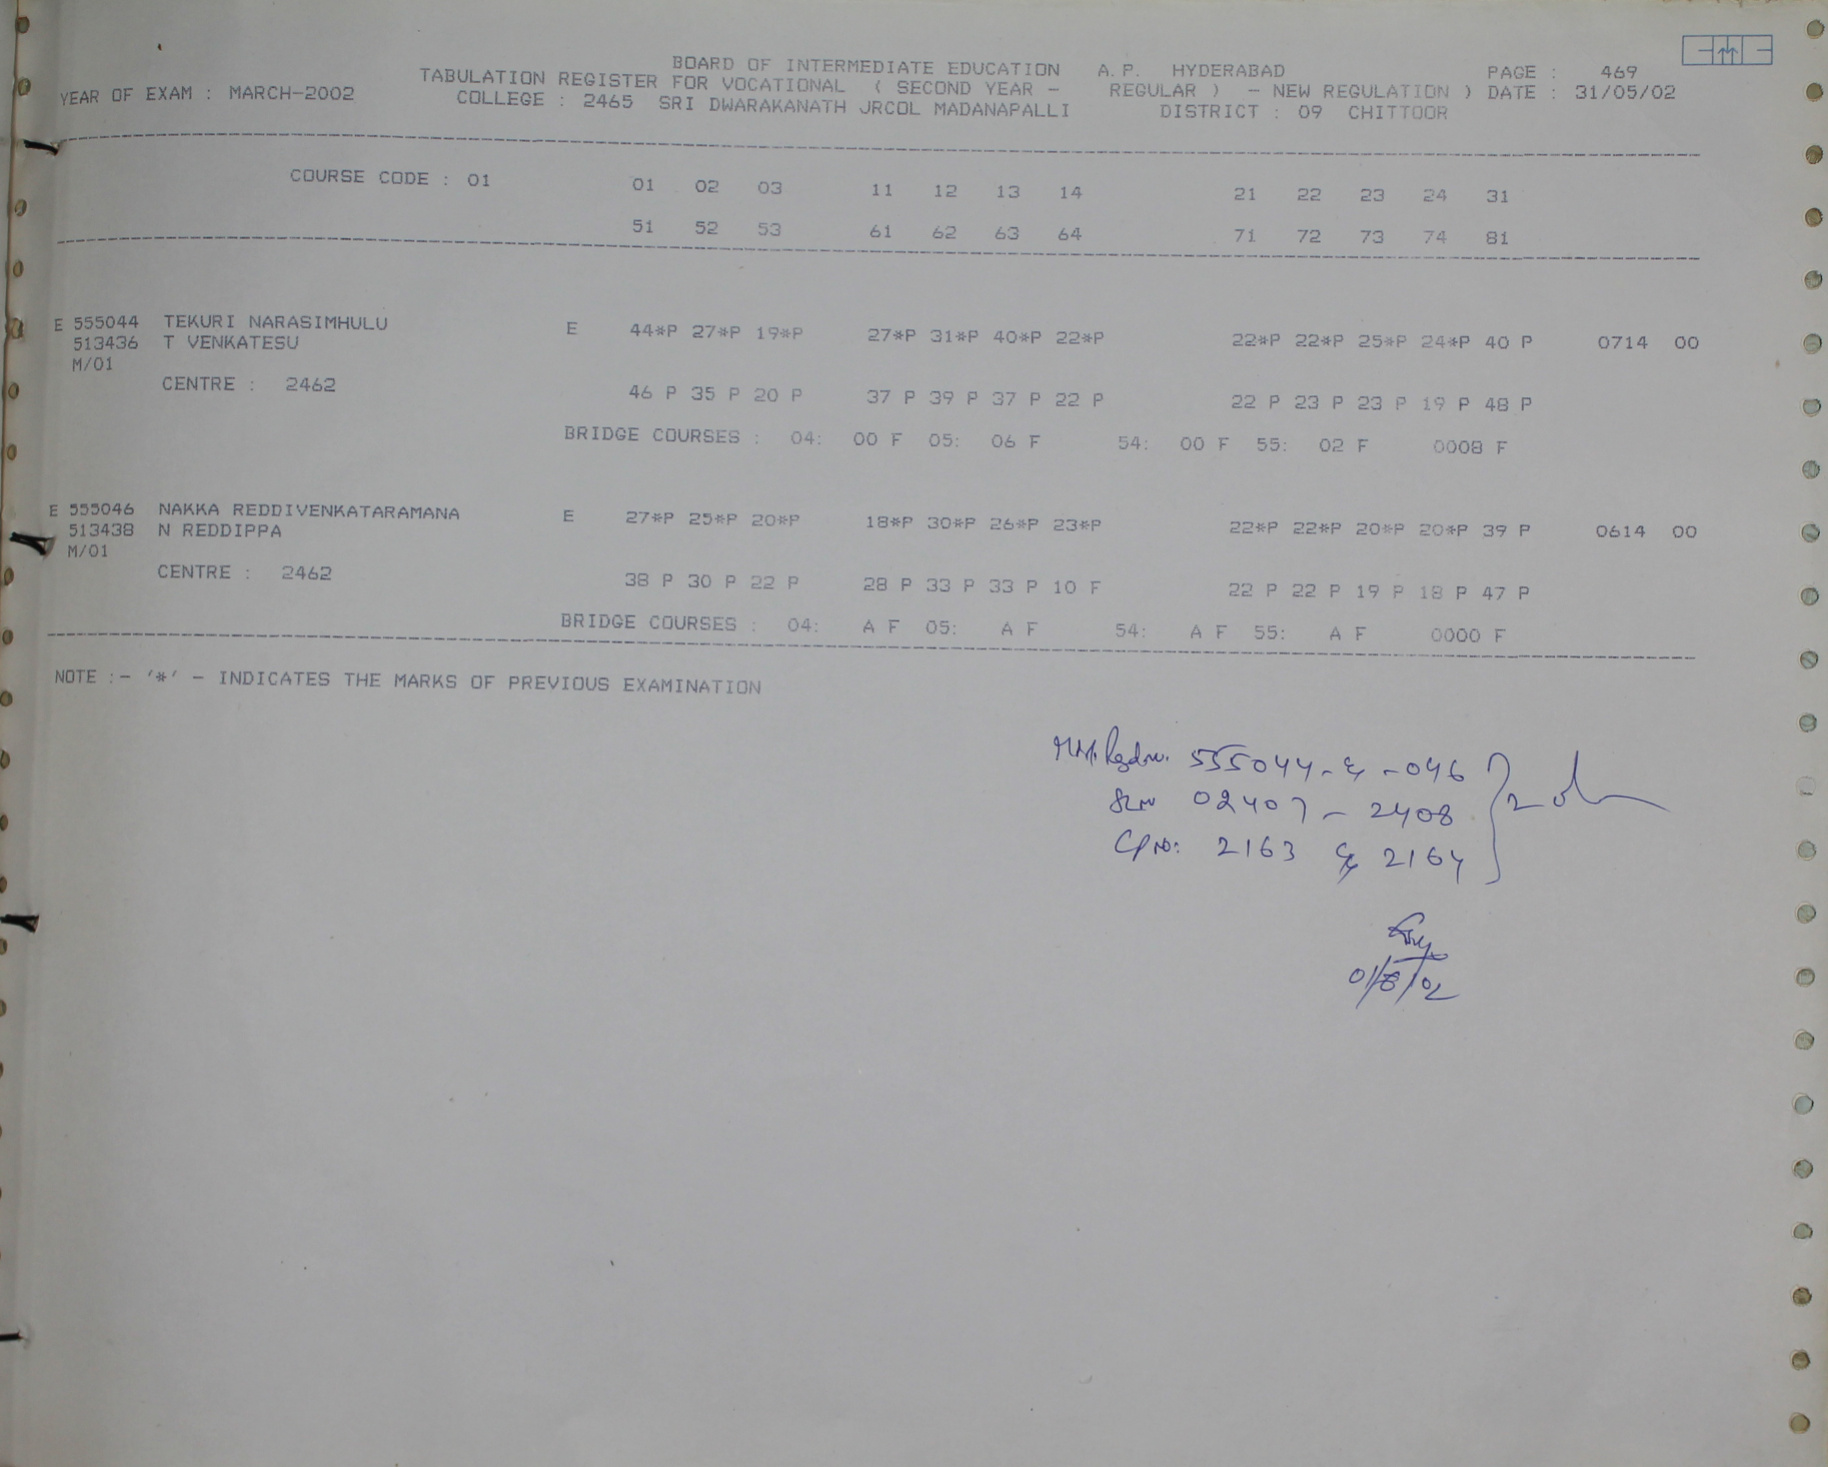 BOARD OF INTERMEDIATE EDUCATION A.P. HYDERABAD PAGE : 469
YEAR OF EXAM : MARCH-2002 TABULATION REGISTER FOR VOCATIONAL ( SECOND YEAR - REGULAR ) - NEW REGULATION ) DATE : 31/05/02
COLLEGE : 2465 SRI DWARAKANATH JRCOL MADANAPALLI DISTRICT : 09 CHITTOOR
COURSE CODE : 01 01 02 03 11 12 13 14 21 22 23 24 31
51 52 53 61 62 63 64 71 72 73 74 81
E 555044 TEKURI NARASIMHULU E 44*P 27*P 19*P 27*P 31*P 40*P 22*P 22*P 22*P 25*P 24*P 40 P 0714 00
513436 T VENKATESU
M/01
CENTRE : 2462 46 P 35 P 20 P 37 P 39 P 37 P 22 P 22 P 23 P 23 P 19 P 48 P
BRIDGE COURSES : 04: 00 F 05: 06 F 54: 00 F 55: 02 F 0008 F
E 555046 NAKKA REDDIVENKATARAMANA E 27*P 25*P 20*P 18*P 30*P 26*P 23*P 22*P 22*P 20*P 20*P 39 P 0614 00
513438 N REDDIPPA
M/01
CENTRE : 2462 38 P 30 P 22 P 28 P 33 P 33 P 10 F 22 P 22 P 19 P 18 P 47 P
BRIDGE COURSES : 04: A F 05: A F 54: A F 55: A F 0000 F
NOTE :- '*' - INDICATES THE MARKS OF PREVIOUS EXAMINATION
555044 - & - 046
02407 - 2408
2163 & 2164